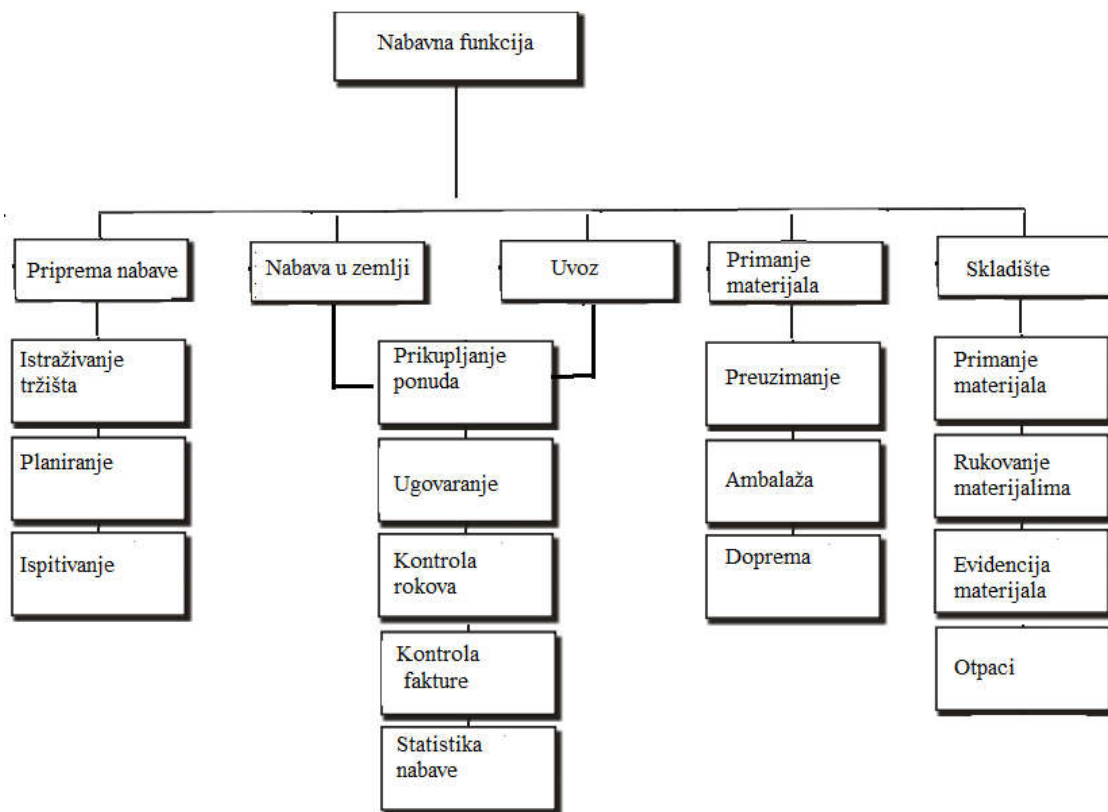 Nabavna funkcija
Priprema nabave
Nabava u zemlji
Uvoz
Primanje
materijala
Skladište
Istraživanje
tržišta
Planiranje
Ispitivanje
Prikupljanje
ponuda
Ugovaranje
Kontrola
rokova
Kontrola
fakture
Statistika
nabave
Preuzimanje
Ambalaža
Doprema
Primanje
materijala
Rukovanje
materijalima
Evidencija
materijala
Otpaci